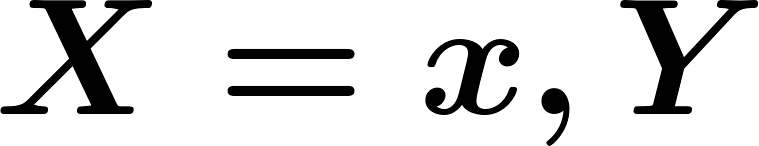 X = x, Y